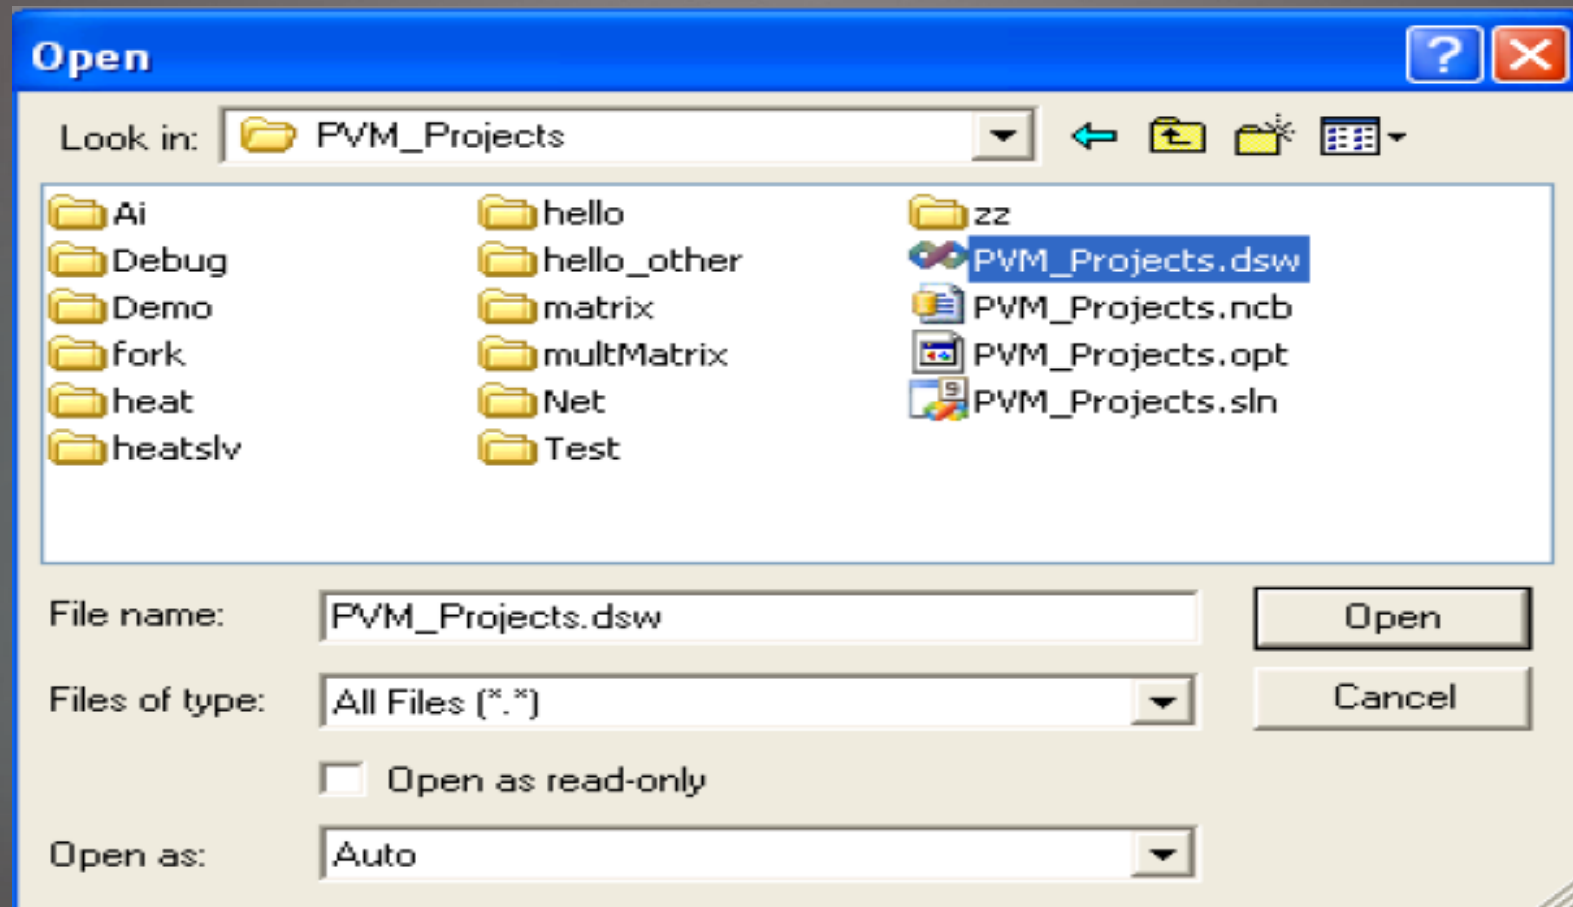 Open
Look in: PVM_Projects
Ai hello zz
Debug hello_other PVM_Projects.dsw
Demo matrix PVM_Projects.ncb
fork multMatrix PVM_Projects.opt
heat Net PVM_Projects.sln
heatslv Test
File name: PVM_Projects.dsw Open
Files of type: All Files (*.*) Cancel
Open as read-only
Open as: Auto